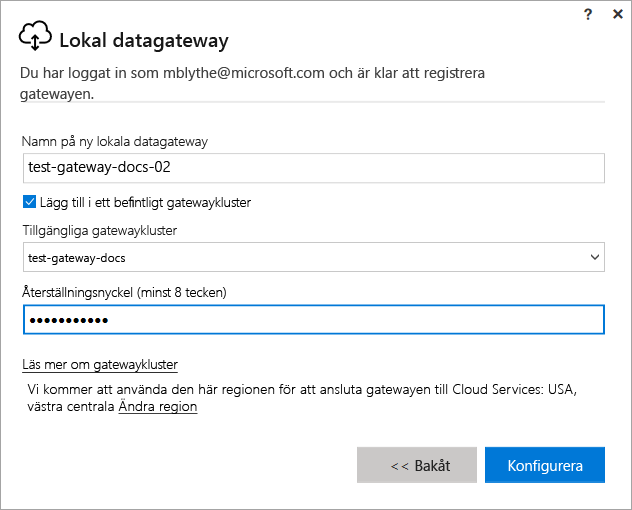 ? ✕
Lokal datagateway
Du har loggat in som mblythe@microsoft.com och är klar att registrera
gatewayen.
Namn på ny lokala datagateway
test-gateway-docs-02
Lägg till i ett befintligt gatewaykluster
Tillgängliga gatewaykluster
test-gateway-docs
Återställningsnyckel (minst 8 tecken)
●●●●●●●●●●●
Läs mer om gatewaykluster
Vi kommer att använda den här regionen för att ansluta gatewayen till Cloud Services: USA,
västra centrala Ändra region
<< Bakåt
Konfigurera